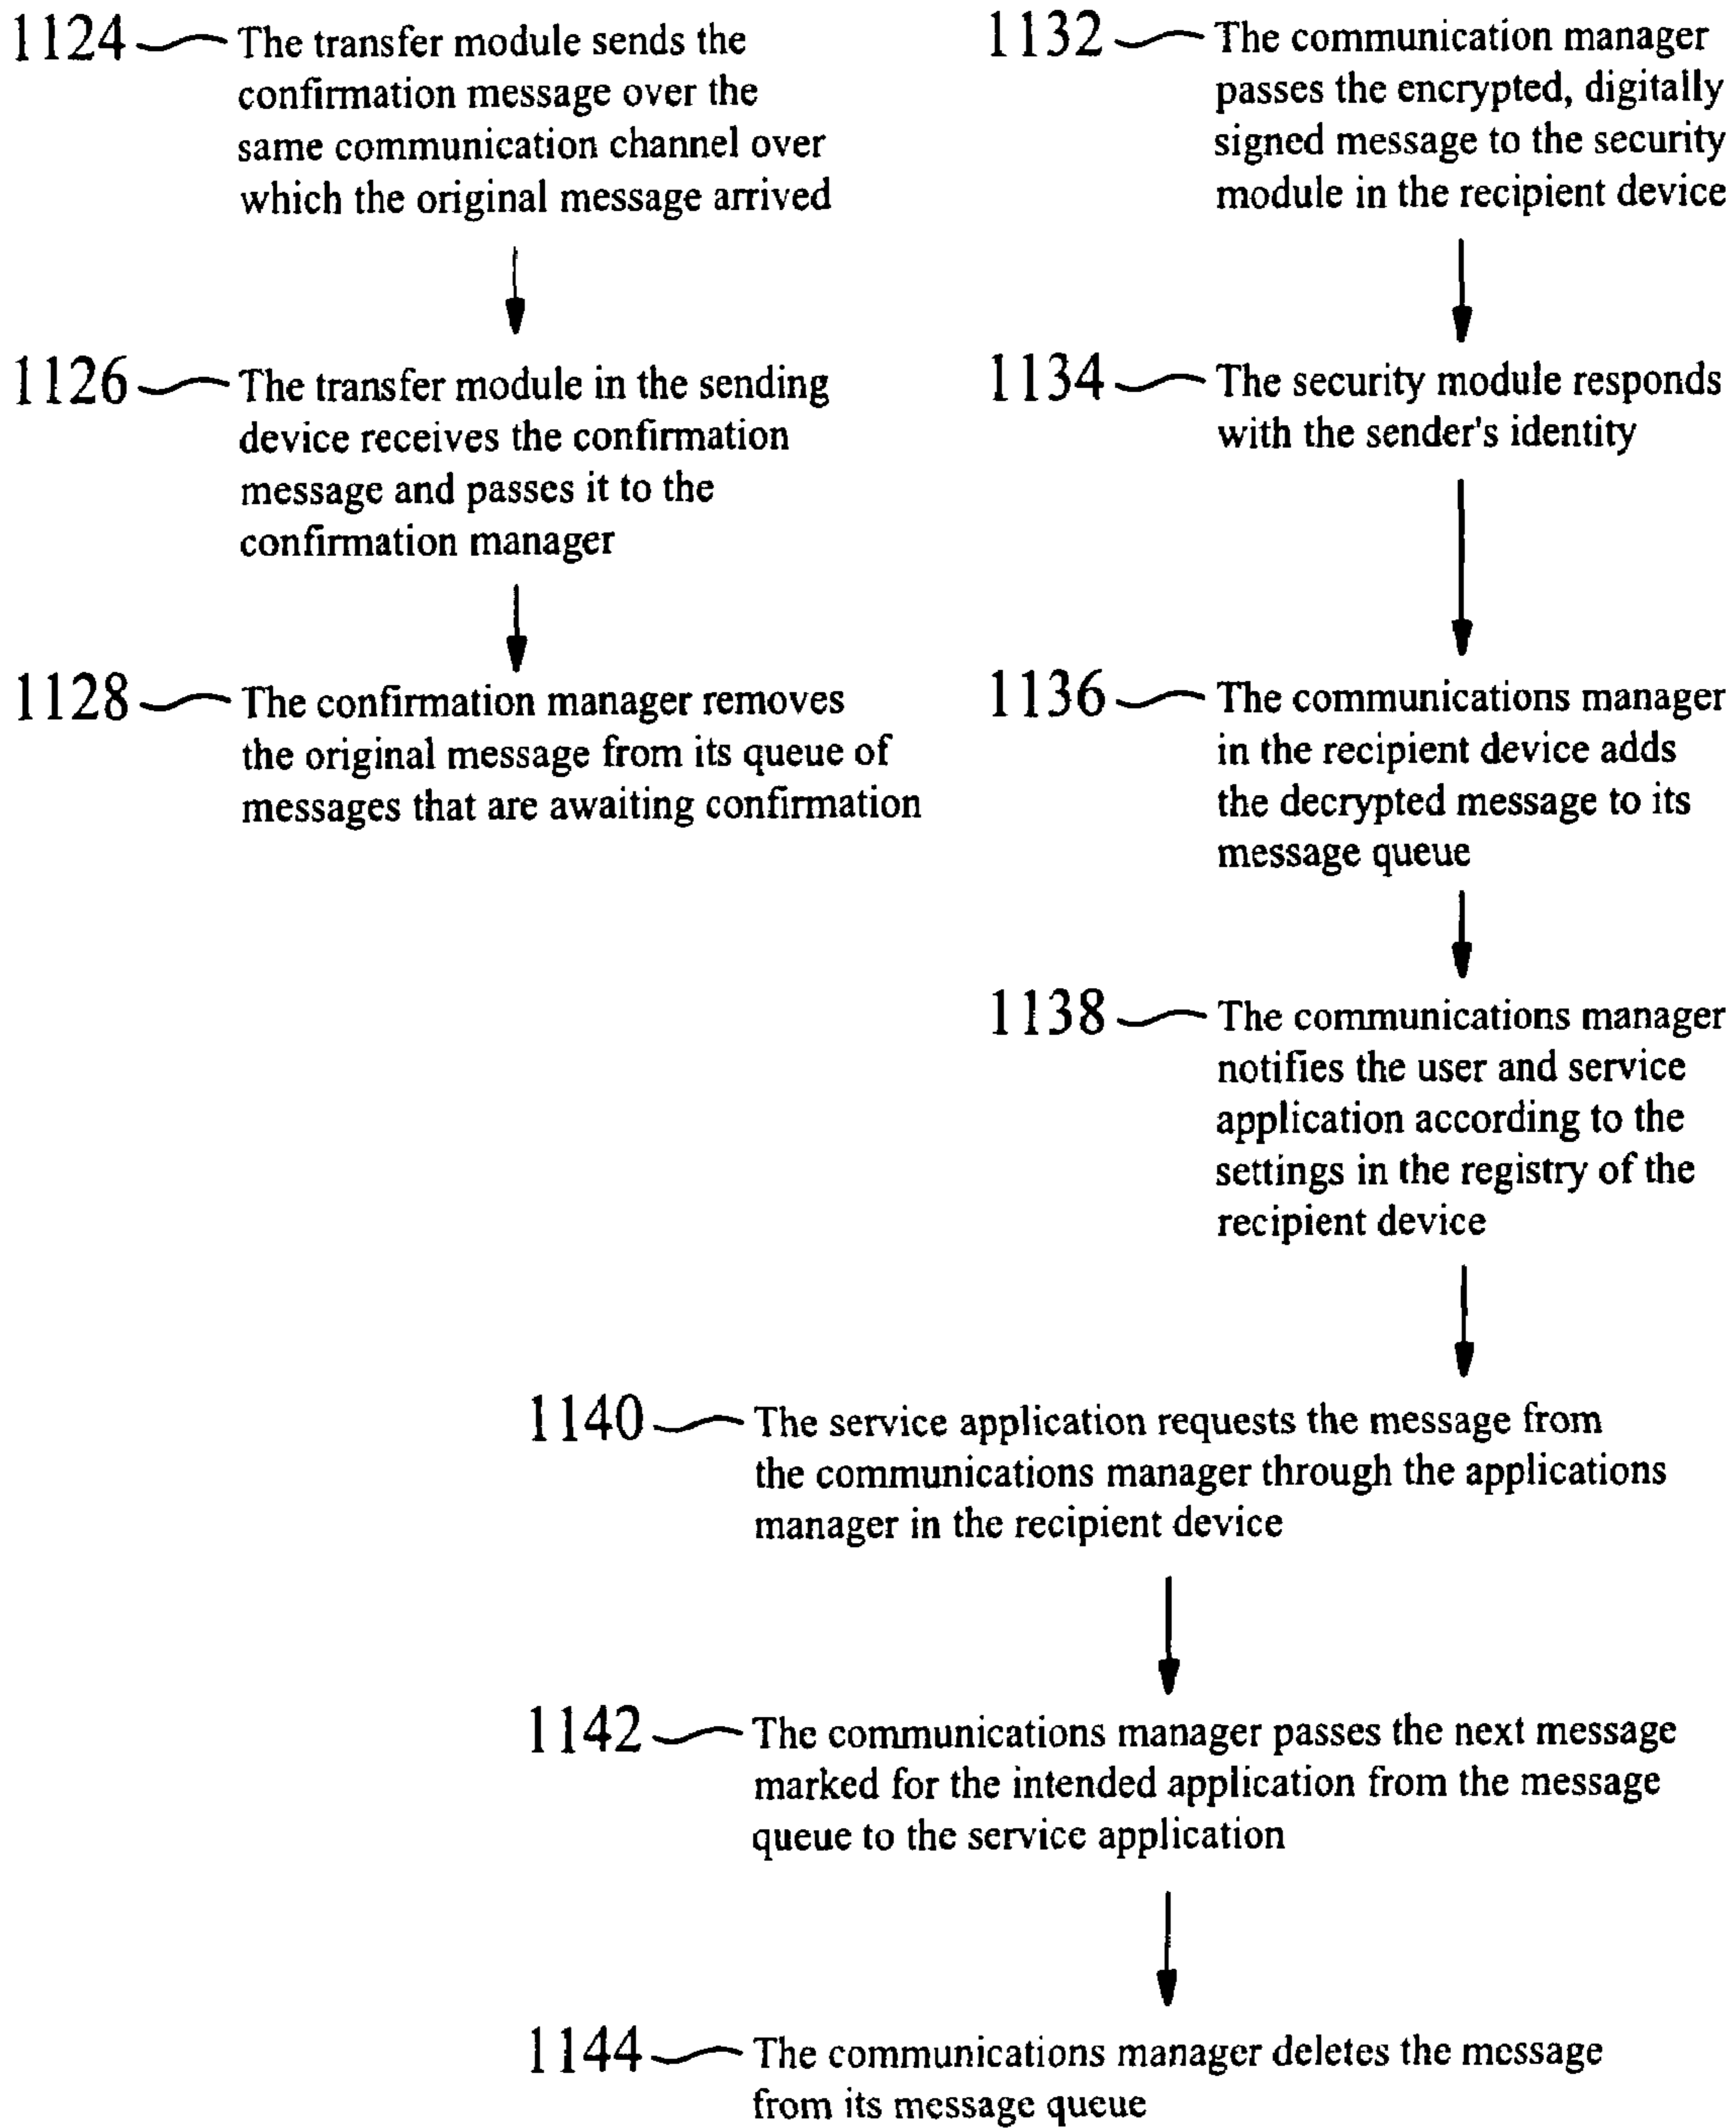 1124 The transfer module sends the
confirmation message over the
same communication channel over
which the original message arrived
1126 The transfer module in the sending
device receives the confirmation
message and passes it to the
confirmation manager
1128 The confirmation manager removes
the original message from its queue of
messages that are awaiting confirmation
1132 The communication manager
passes the encrypted, digitally
signed message to the security
module in the recipient device
1134 The security module responds
with the sender's identity
1136 The communications manager
in the recipient device adds
the decrypted message to its
message queue
1138 The communications manager
notifies the user and service
application according to the
settings in the registry of the
recipient device
1140 The service application requests the message from
the communications manager through the applications
manager in the recipient device
1142 The communications manager passes the next message
marked for the intended application from the message
queue to the service application
1144 The communications manager deletes the message
from its message queue